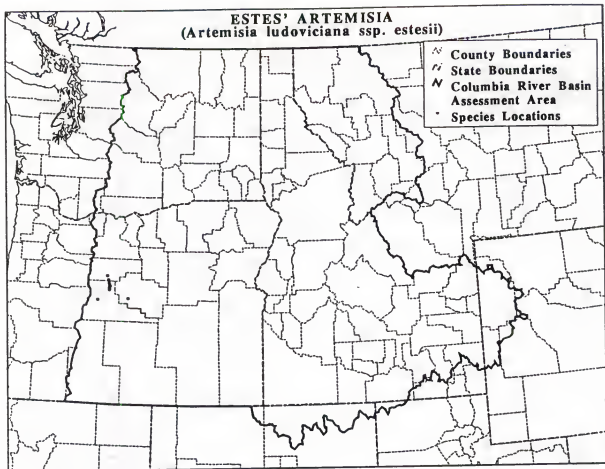 ESTES' ARTEMISIA
(Artemisia ludoviciana ssp. estesii)
County Boundaries
State Boundaries
Columbia River Basin
Assessment Area
Species Locations